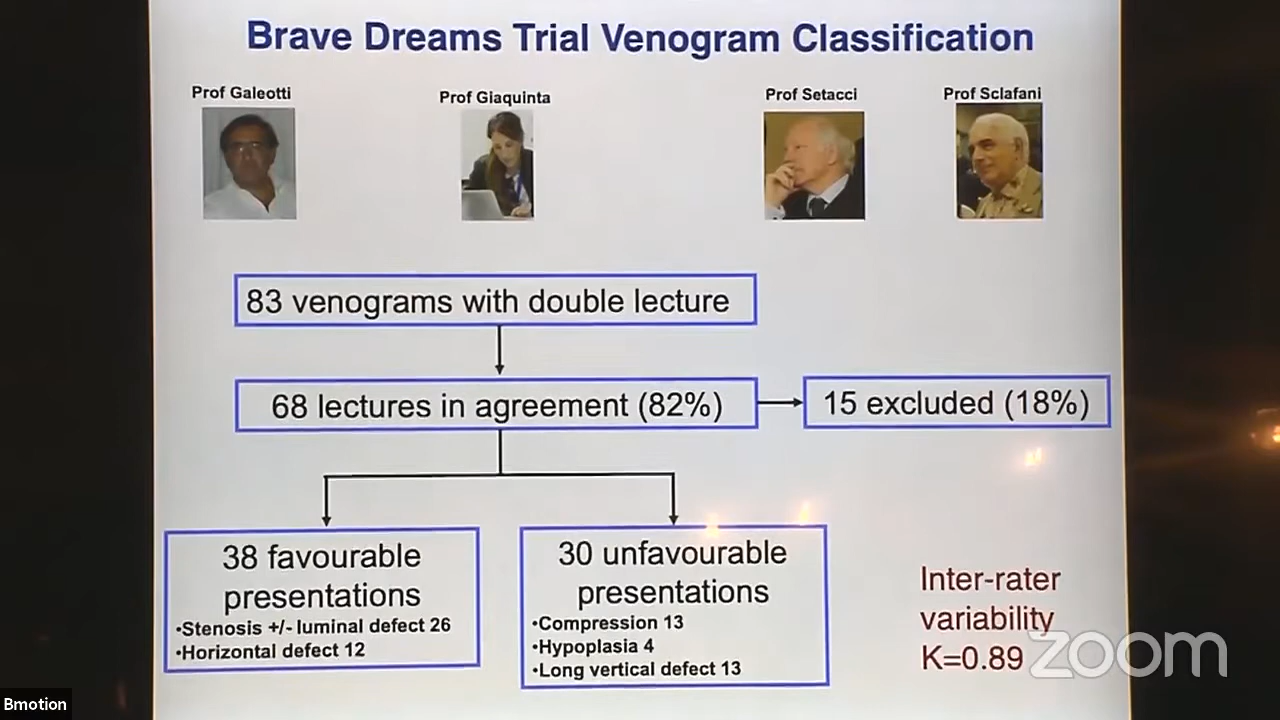 Brave Dreams Trial Venogram Classification
Prof Galeotti
Prof Giaquinta
Prof Setacci
Prof Sclafani
83 venograms with double lecture
68 lectures in agreement (82%)
15 excluded (18%)
38 favourable
presentations
•Stenosis +/- luminal defect 26
•Horizontal defect 12
30 unfavourable
presentations
•Compression 13
•Hypoplasia 4
•Long vertical defect 13
Inter-rater
variability
K=0.89
zoom
Bmotion